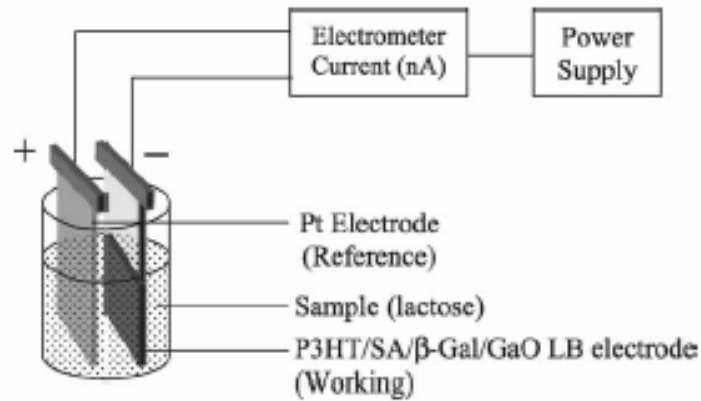 Electrometer
Current (nA)
Power
Supply
+
−
Pt Electrode
(Reference)
Sample (lactose)
P3HT/SA/β-Gal/GaO LB electrode
(Working)